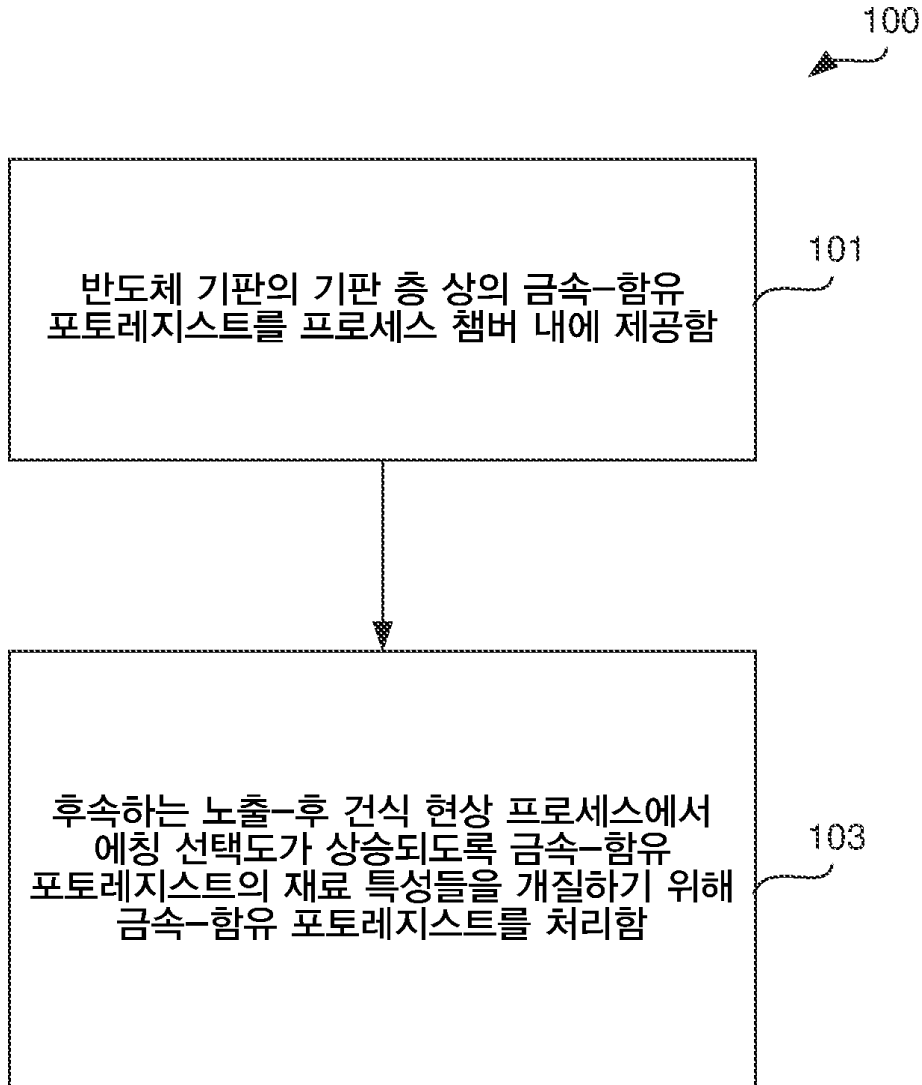 100
반도체 기판의 기판 층 상의 금속-함유
포토레지스트를 프로세스 챔버 내에 제공함
101
후속하는 노출-후 건식 현상 프로세스에서
에칭 선택도가 상승되도록 금속-함유
포토레지스트의 재료 특성들을 개질하기 위해
금속-함유 포토레지스트를 처리함
103